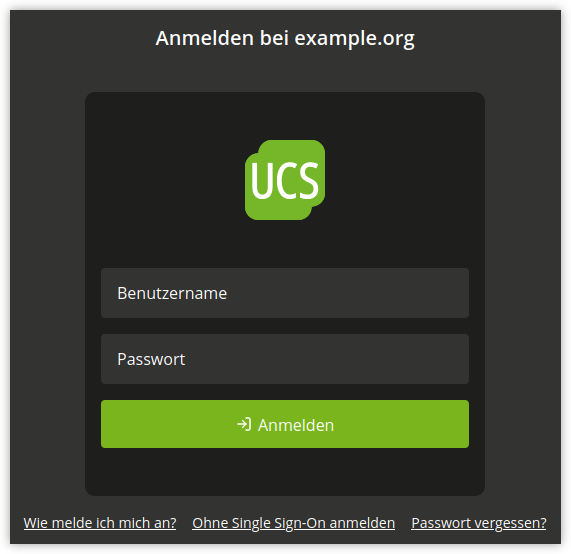 Anmelden bei example.org
UCS
Benutzername
Passwort
Anmelden
Wie melde ich mich an? Ohne Single Sign-On anmelden Passwort vergessen?